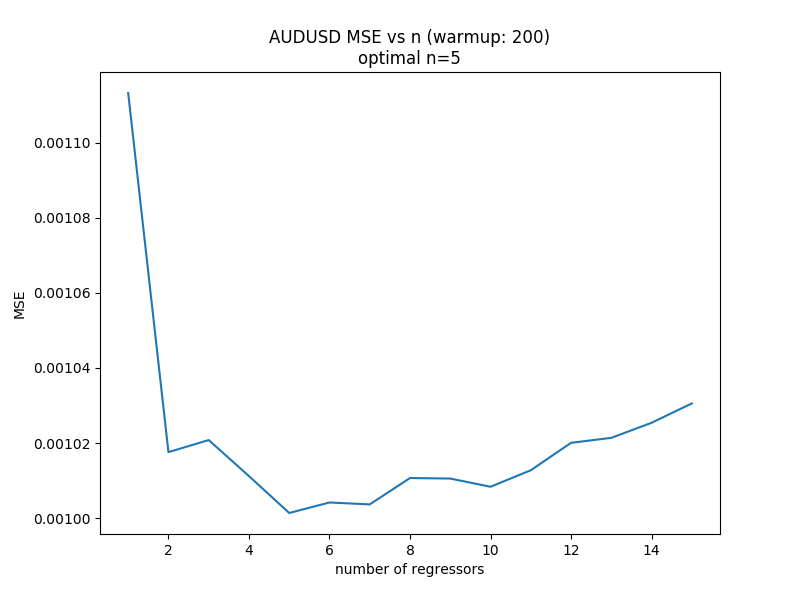 AUDUSD MSE vs n (warmup: 200)
optimal n=5
0.00110
0.00108
0.00106
0.00104
0.00102
0.00100
MSE
2 4 6 8 10 12 14
number of regressors